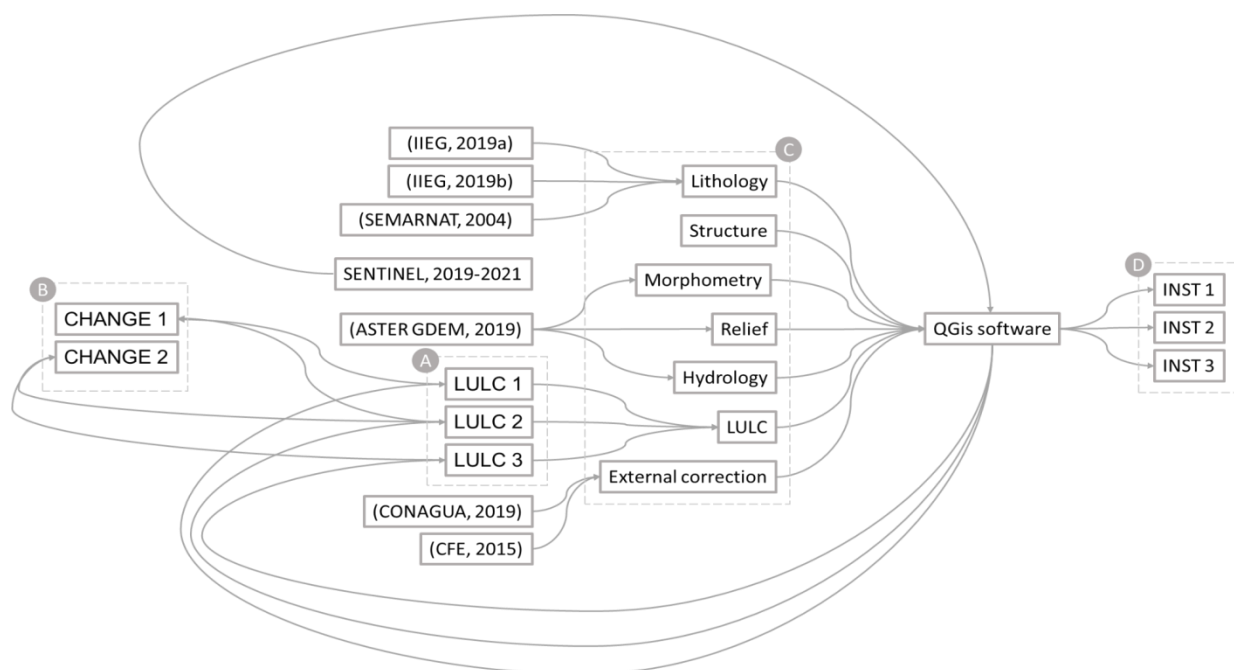 C
(IIEG, 2019a)
(IIEG, 2019b)
(SEMARNAT, 2004)
SENTINEL, 2019-2021
(ASTER GDEM, 2019)
B
CHANGE 1
CHANGE 2
A
LULC 1
LULC 2
LULC 3
(CONAGUA, 2019)
(CFE, 2015)
Lithology
Structure
Morphometry
Relief
Hydrology
LULC
External correction
QGis software
D
INST 1
INST 2
INST 3